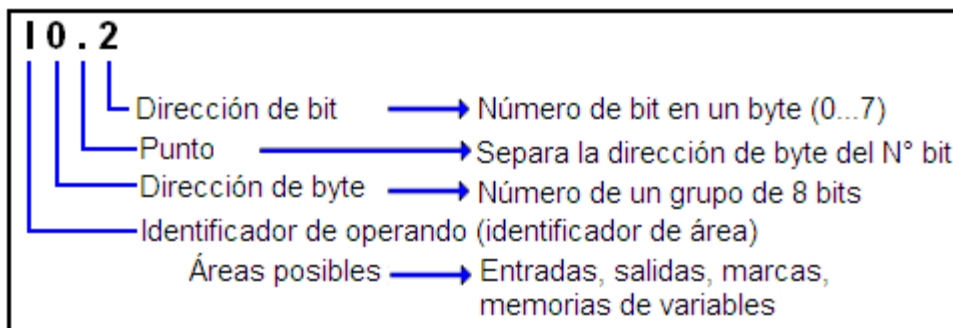 I 0 . 2
Dirección de bit Número de bit en un byte (0...7)
Punto Separa la dirección de byte del N° bit
Dirección de byte Número de un grupo de 8 bits
Identificador de operando (identificador de área)
Áreas posibles Entradas, salidas, marcas,
memorias de variables